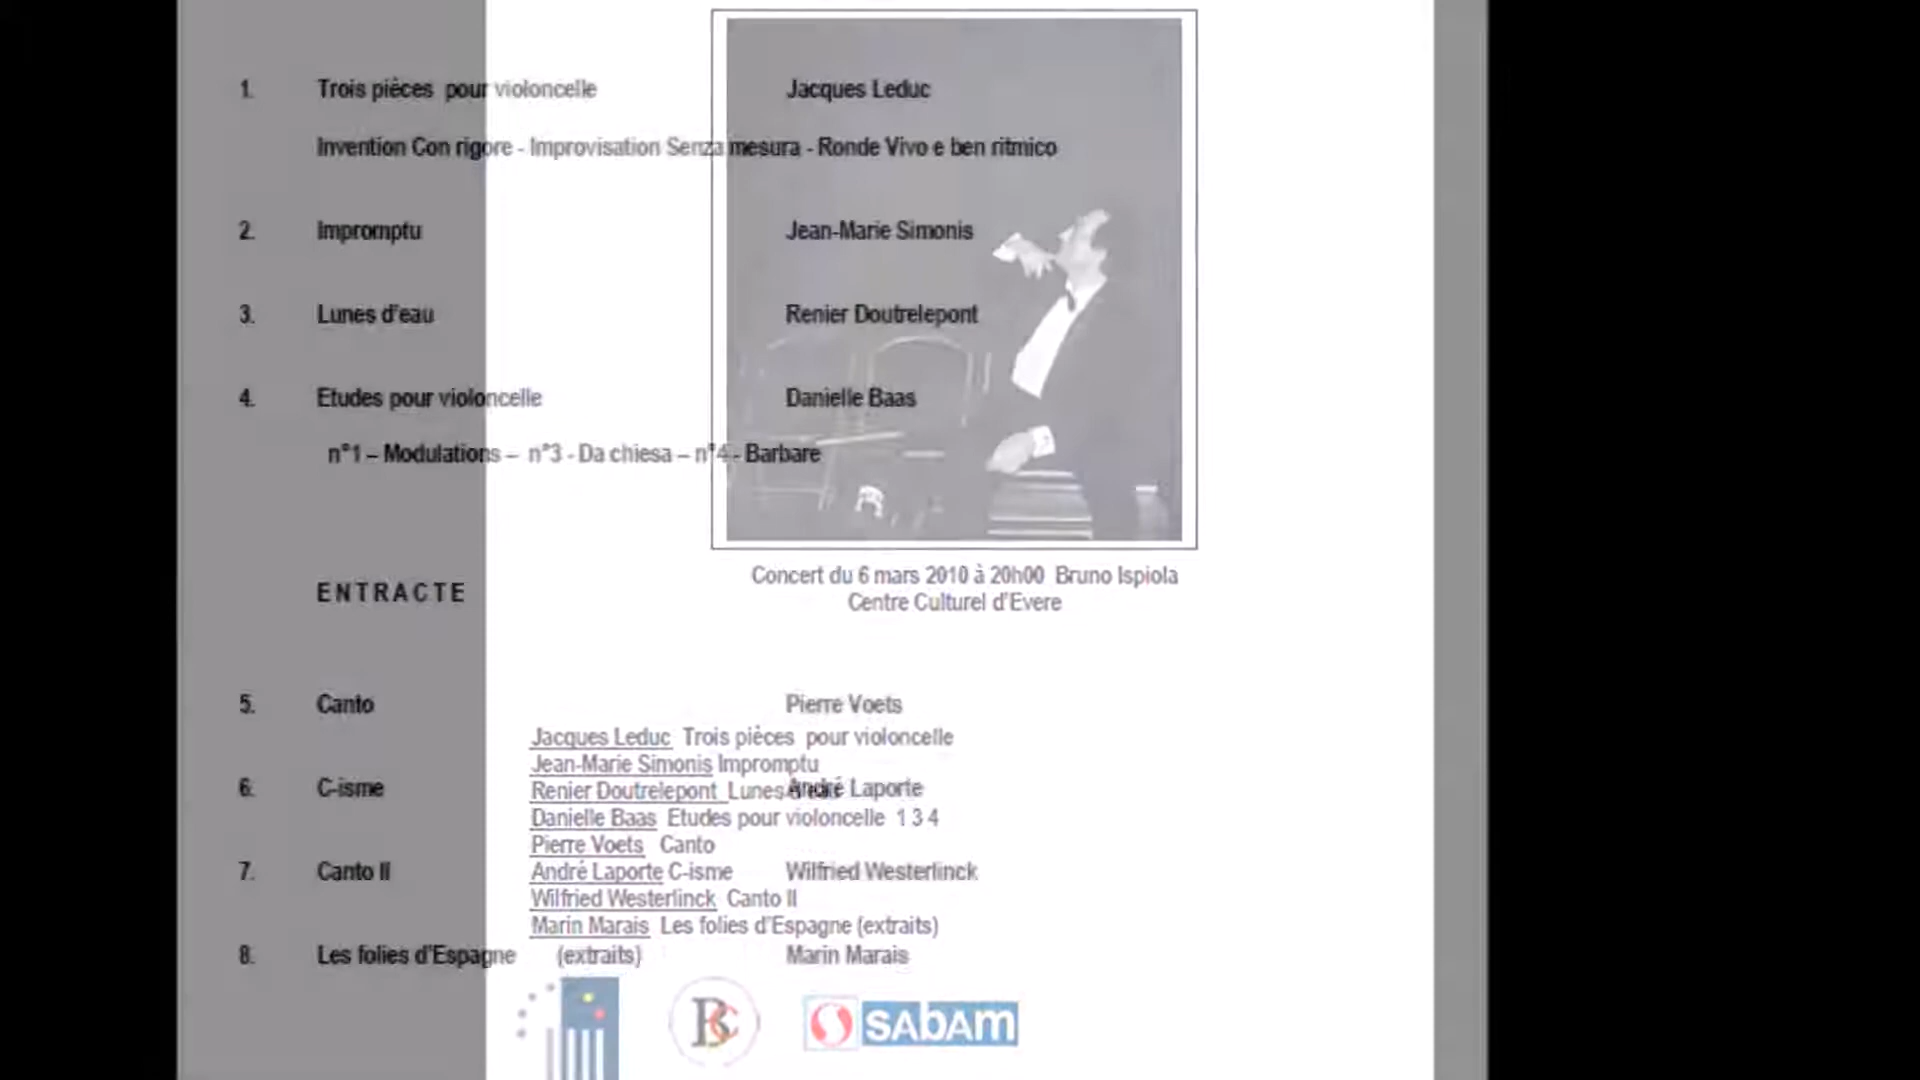 1. Trois pièces pour violoncelle Jacques Leduc
Invention Con rigore - Improvisation Senza mesura - Ronde Vivo e ben ritmico
2. Impromptu Jean-Marie Simonis
3. Lunes d'eau Renier Doutrelepont
4. Etudes pour violoncelle Danielle Baas
n°1 – Modulations – n°3 - Da chiesa – n°4 - Barbare
Concert du 6 mars 2010 à 20h00 Bruno Ispiola
Centre Culturel d'Evere
ENTRACTE
5. Canto Pierre Voets
Jacques Leduc Trois pièces pour violoncelle
Jean-Marie Simonis Impromptu
6. C-isme André Laporte
Renier Doutrelepont Lunes
Danielle Baas Etudes pour violoncelle 1 3 4
Pierre Voets Canto
7. Canto II Wilfried Westerlinck
André Laporte C-isme
Wilfried Westerlinck Canto II
Marin Marais Les folies d'Espagne (extraits)
8. Les folies d'Espagne (extraits) Marin Marais
BC
SABAM